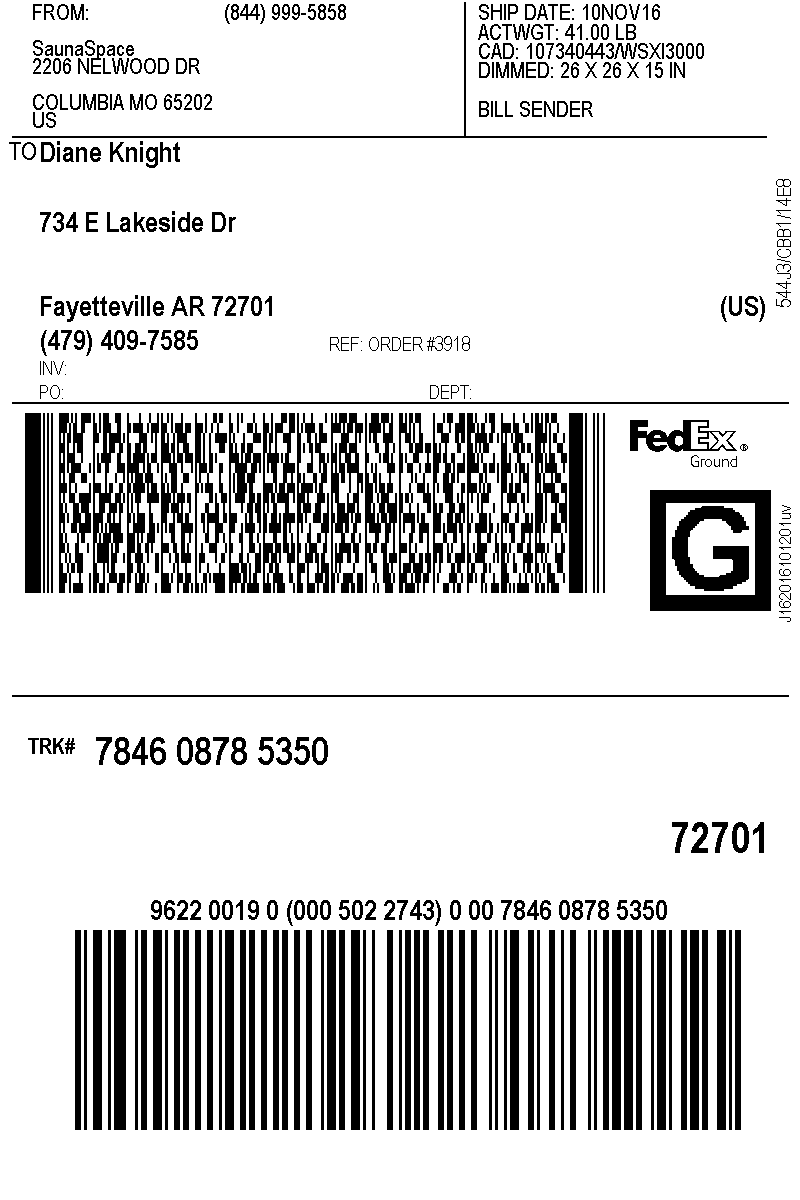 FROM: (844) 999-5858
SaunaSpace
2206 NELWOOD DR
COLUMBIA MO 65202
US
SHIP DATE: 10NOV16
ACTWGT: 41.00 LB
CAD: 107340443/WSXI3000
DIMMED: 26 X 26 X 15 IN
BILL SENDER
TO Diane Knight
734 E Lakeside Dr
Fayetteville AR 72701 (US)
(479) 409-7585 REF: ORDER #3918
INV:
PO: DEPT:
544J3/CBB1/14E8
FedEx®
Ground
G
J162016101201uv
TRK# 7846 0878 5350
72701
9622 0019 0 (000 502 2743) 0 00 7846 0878 5350